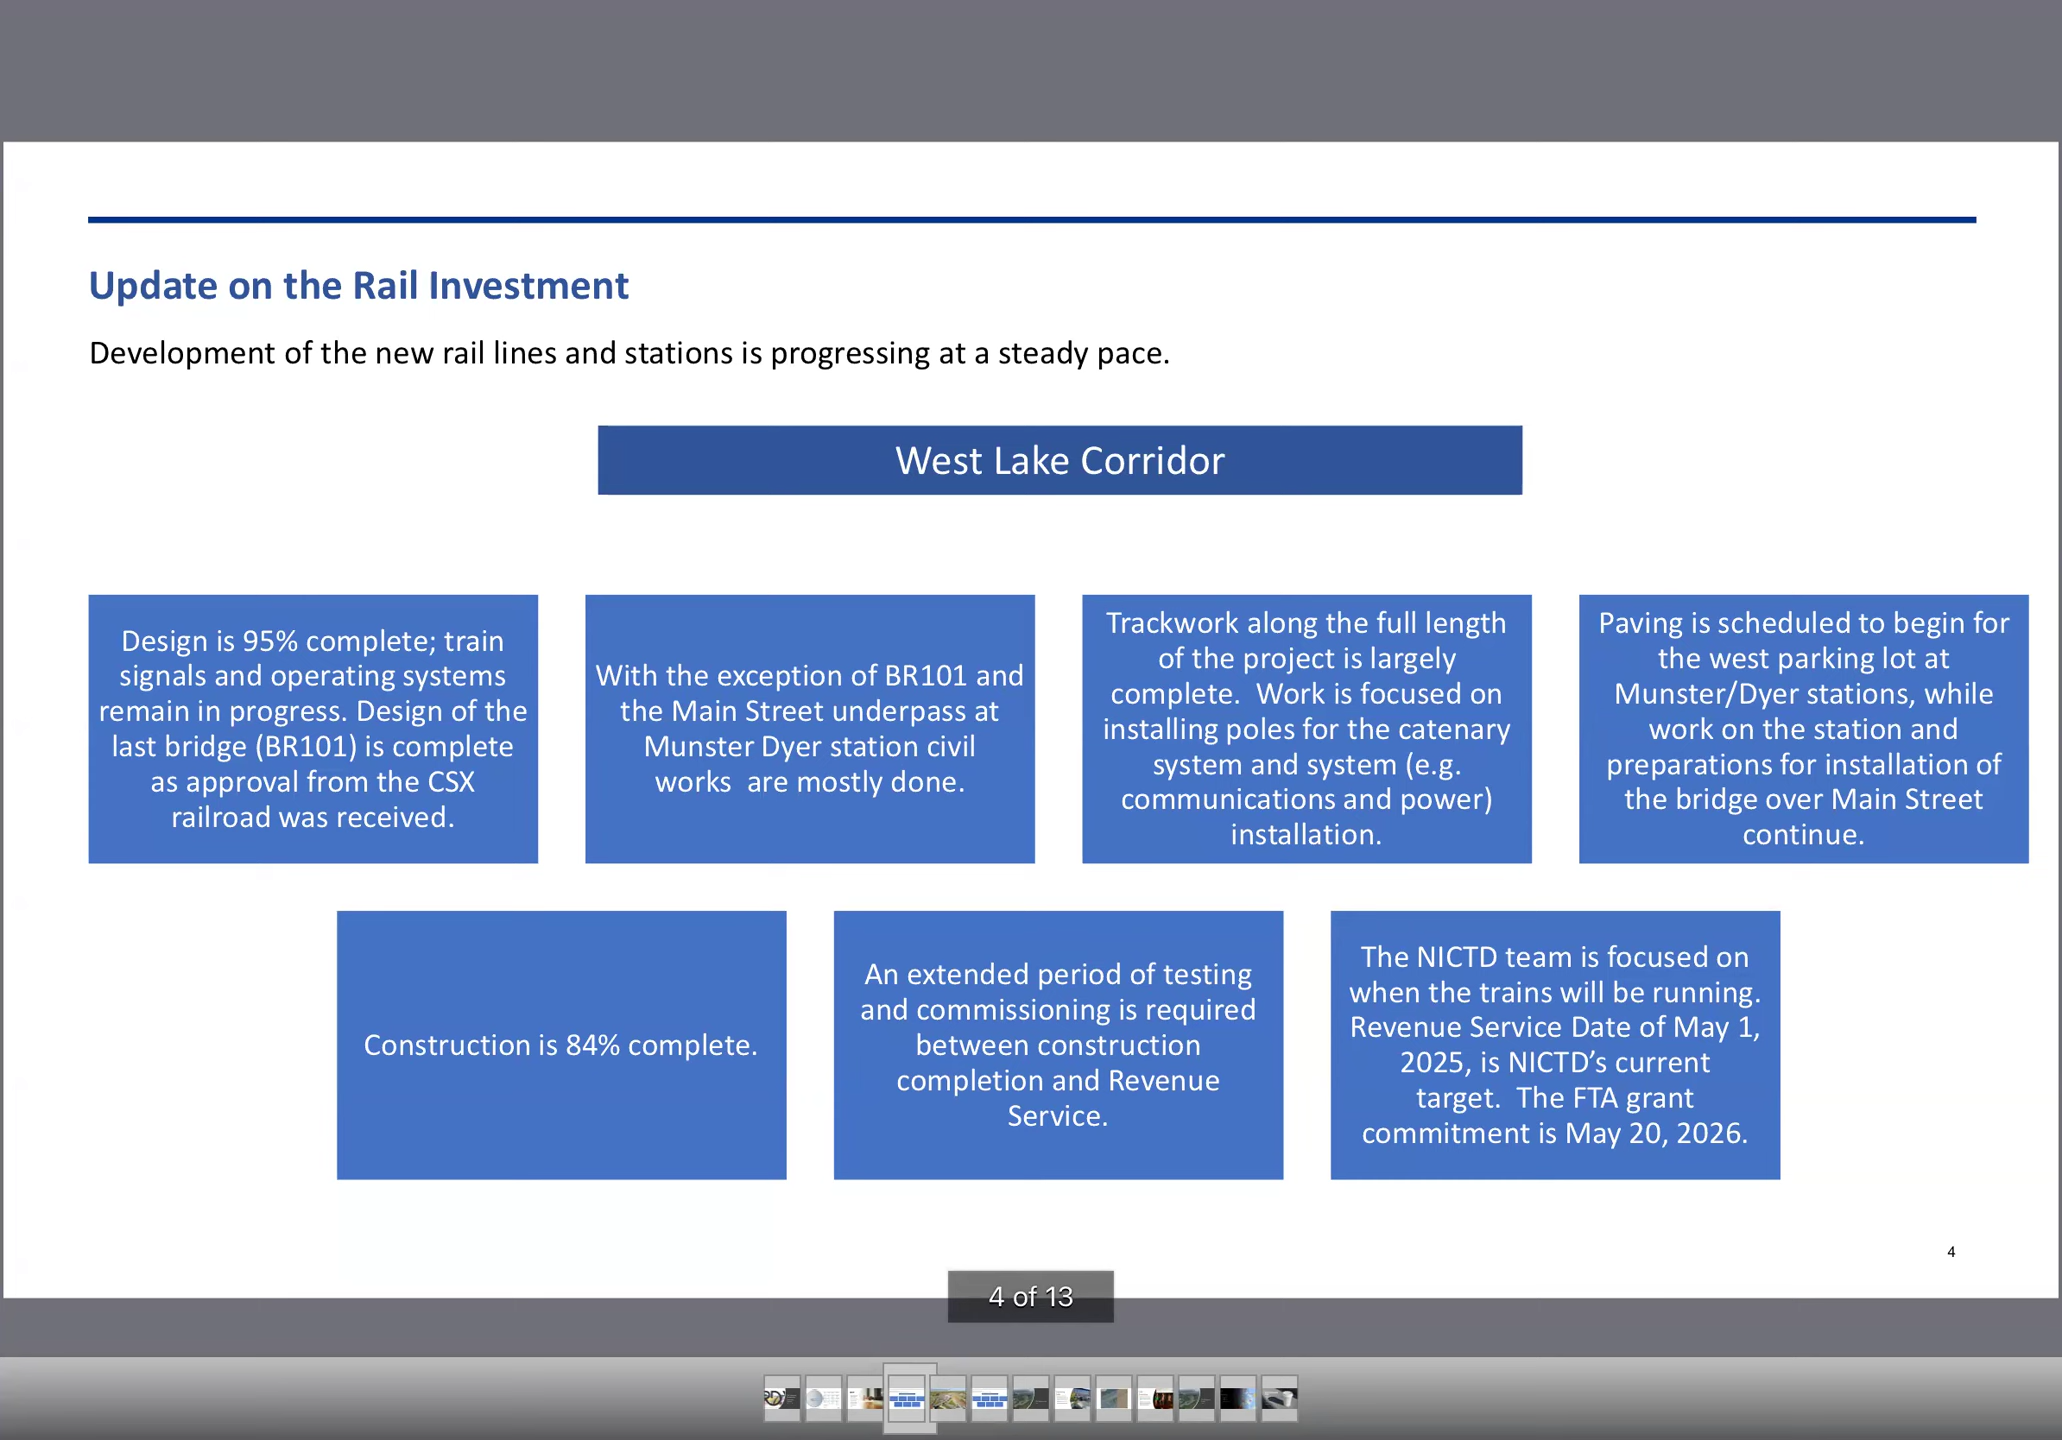 Update on the Rail Investment
Development of the new rail lines and stations is progressing at a steady pace.
West Lake Corridor
Design is 95% complete; train
signals and operating systems
remain in progress. Design of the
last bridge (BR101) is complete
as approval from the CSX
railroad was received.
With the exception of BR101 and
the Main Street underpass at
Munster Dyer station civil
works  are mostly done.
Trackwork along the full length
of the project is largely
complete.  Work is focused on
installing poles for the catenary
system and system (e.g.
communications and power)
installation.
Paving is scheduled to begin for
the west parking lot at
Munster/Dyer stations, while
work on the station and
preparations for installation of
the bridge over Main Street
continue.
Construction is 84% complete.
An extended period of testing
and commissioning is required
between construction
completion and Revenue
Service.
The NICTD team is focused on
when the trains will be running.
Revenue Service Date of May 1,
2025, is NICTD’s current
target.  The FTA grant
commitment is May 20, 2026.
4
4 of 13